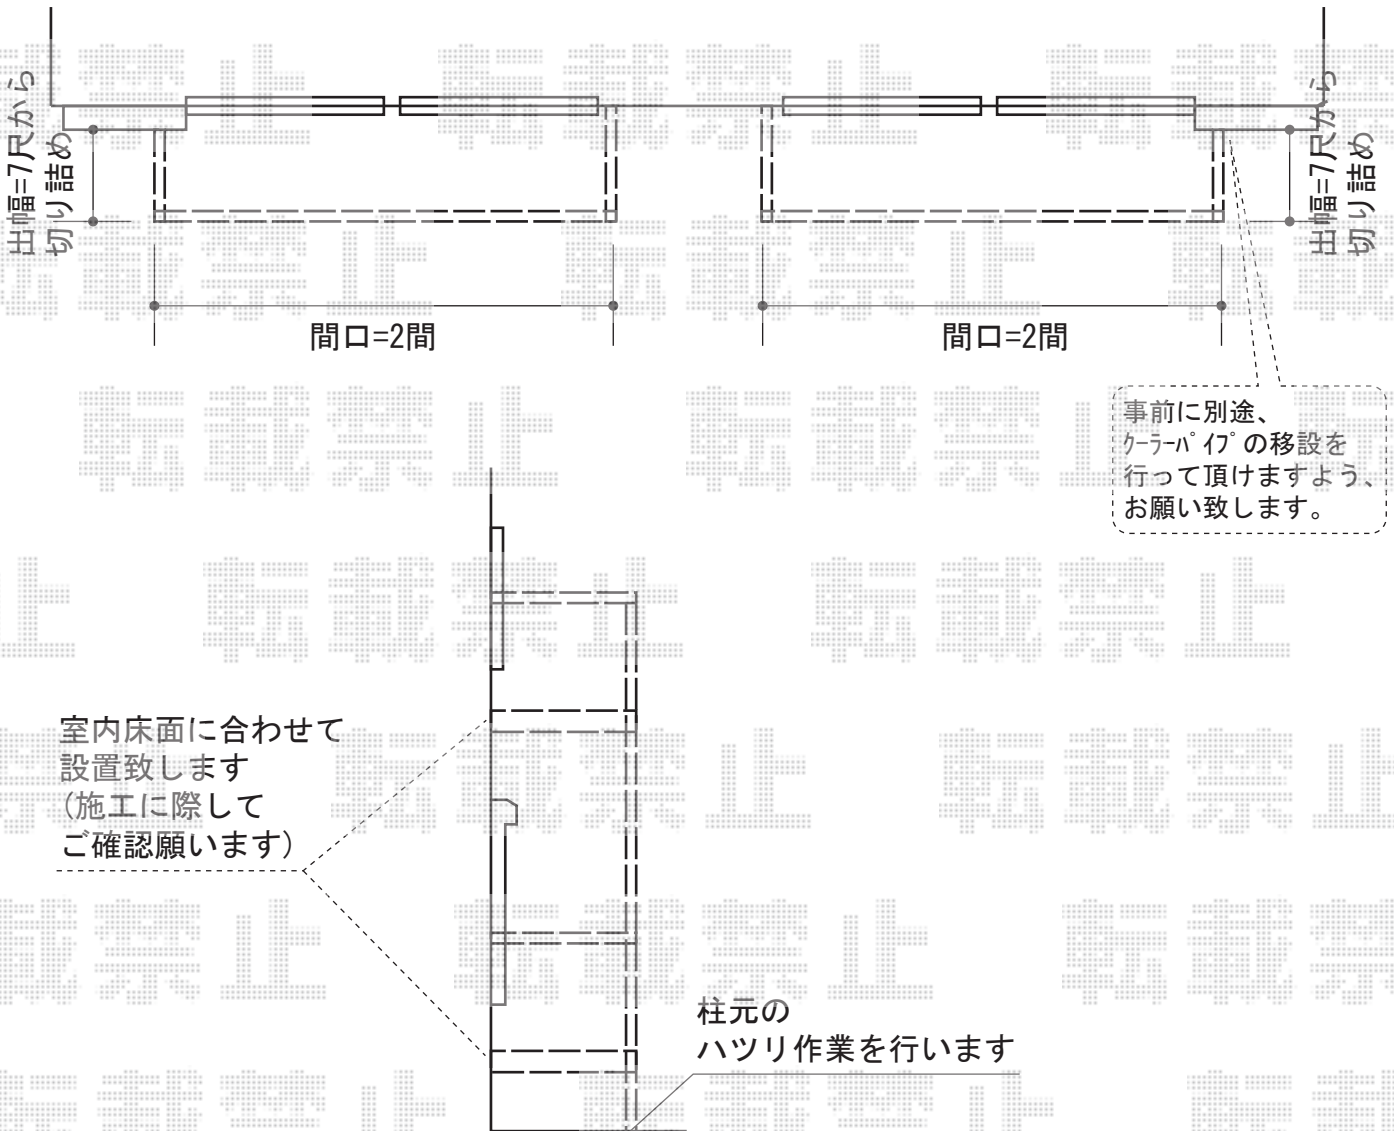 出幅=7尺から
切り詰め
出幅=7尺から
切り詰め
間口=2間
間口=2間
事前に別途、
ｸｰﾗｰﾊﾟｲﾌﾟの移設を
行って頂けますよう、
お願い致します。
室内床面に合わせて
設置致します
(施工に際して
ご確認願います)
柱元の
ハツリ作業を行います
転載禁止